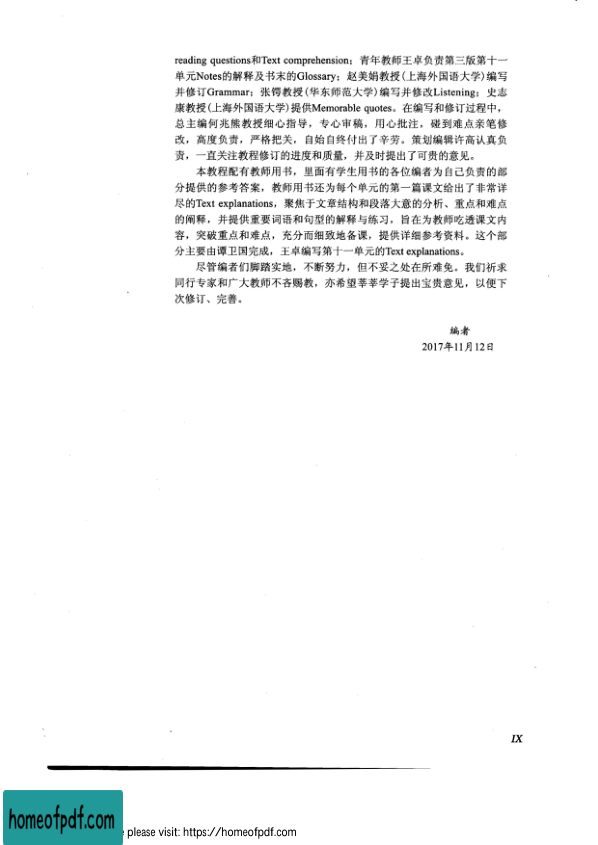 reading questions和Text comprehension；青年教师王卓负责第三版第十一
单元Notes的解释及书末的Glossary；赵美娟教授(上海外国语大学)编写
并修订Grammar；张锷教授(华东师范大学)编写并修改Listening；史志
康教授(上海外国语大学)提供Memorable quotes。在编写和修订过程中，
总主编何兆熊教授细心指导，专心审稿，用心批注，碰到难点亲笔修
改，高度负责，严格把关，自始自终付出了辛劳。策划编辑许高认真负
责，一直关注教程修订的进度和质量，并及时提出了可贵的意见。
本教程配有教师用书，里面有学生用书的各位编者为自己负责的部
分提供的参考答案，教师用书还为每个单元的第一篇课文给出了非常详
尽的Text explanations，聚焦于文章结构和段落大意的分析、重点和难点
的阐释，并提供重要词语和句型的解释与练习，旨在为教师吃透课文内
容，突破重点和难点，充分而细致地备课，提供详细参考资料。这个部
分主要由谭卫国完成，王卓编写第十一单元的Text explanations。
尽管编者们脚踏实地，不断努力，但不妥之处在所难免。我们祈求
同行专家和广大教师不吝赐教，亦希望莘莘学子提出宝贵意见，以便下
次修订、完善。
编者
2017年11月12日
IX
homeofpdf.com
please visit: https://homeofpdf.com